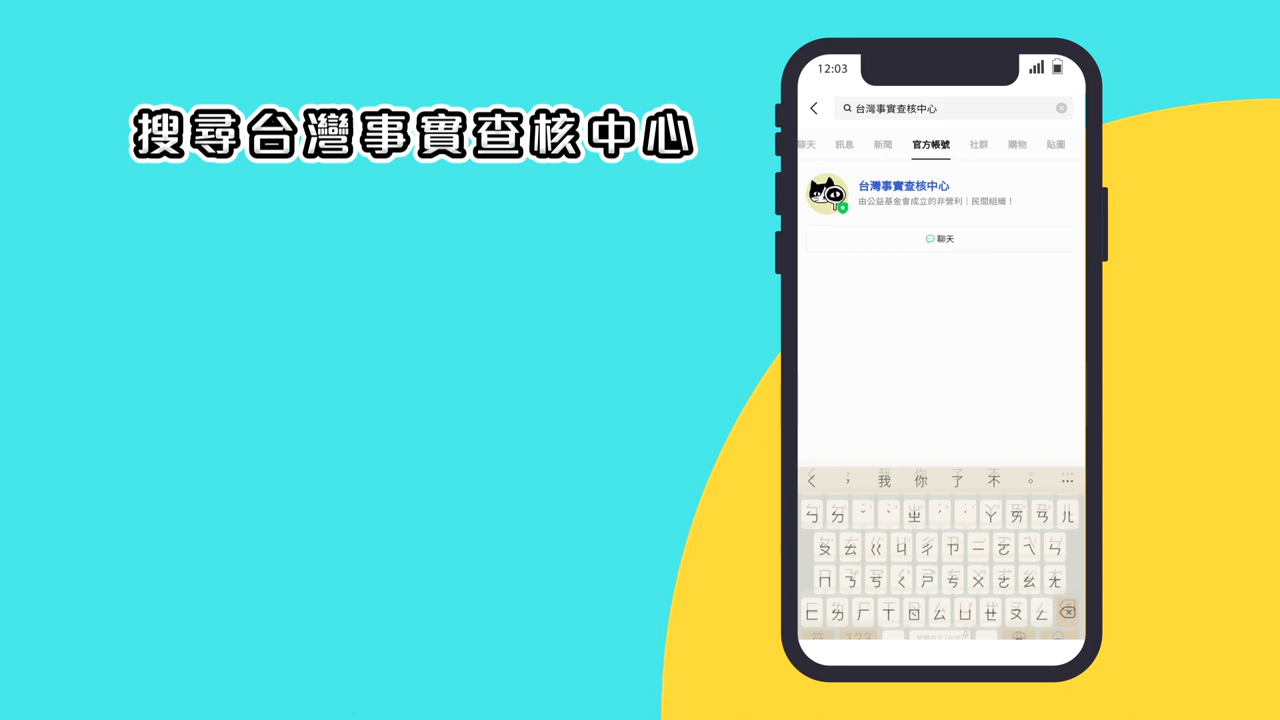 搜尋台灣事實查核中心
12:03
台灣事實查核中心
聊天 訊息 新聞 官方帳號 社群 購物 貼圖
台灣事實查核中心
由公益基金會成立的非營利｜民間組織！
聊天
ㄑ ， 我 你 了 不 。 …
ㄅ ㄉ ˇ ˋ ㄓ ˊ ˙ ㄚ ㄞ ㄢ ㄦ
ㄆ ㄊ ㄍ ㄐ ㄔ ㄗ ㄧ ㄛ ㄟ ㄣ
ㄇ ㄋ ㄎ ㄑ ㄕ ㄘ ㄨ ㄜ ㄠ ㄤ
ㄈ ㄌ ㄏ ㄒ ㄖ ㄙ ㄩ ㄝ ㄡ ㄥ
符 123